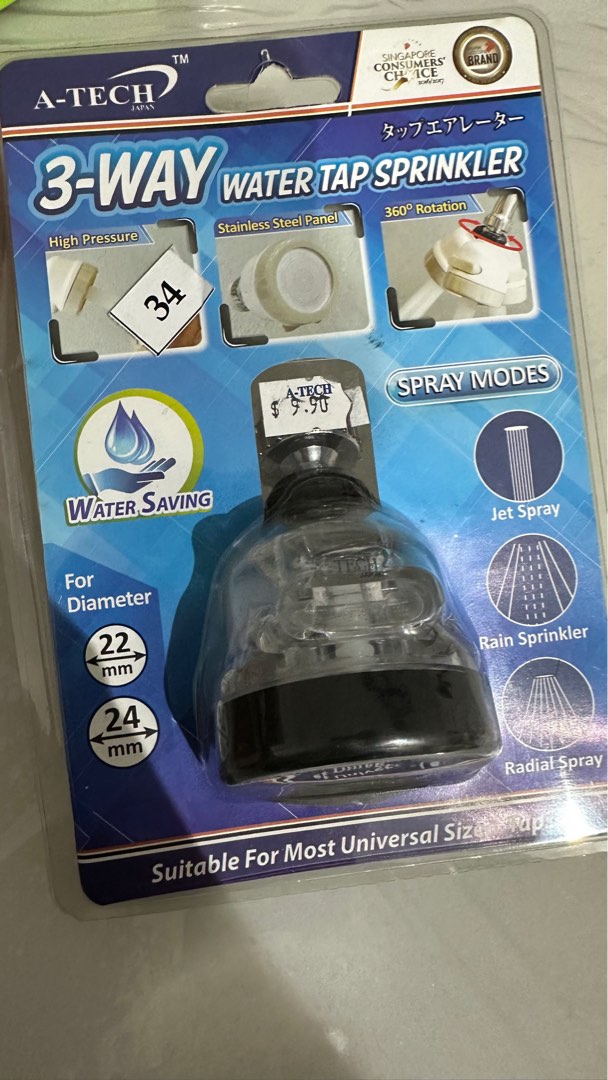 A-TECH™
JAPAN
SINGAPORE
CONSUMERS'
CHOICE
BRAND
タップエアレーター
3-WAY WATER TAP SPRINKLER
High Pressure
Stainless Steel Panel
360° Rotation
34
A-TECH
$ 9.90
SPRAY MODES
WATER SAVING
Jet Spray
For
Diameter
22
mm
24
mm
Rain Sprinkler
Radial Spray
Suitable For Most Universal